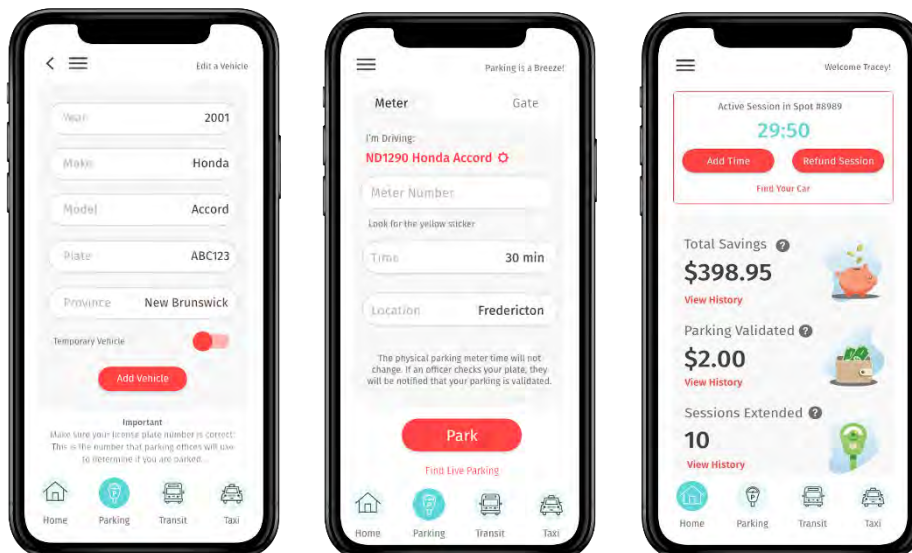 Edit a Vehicle
Year 2001
Make Honda
Model Accord
Plate ABC123
Province New Brunswick
Temporary Vehicle
Add Vehicle
Important
Make sure your license plate number is correct.
This is the number that parking offices will use
to determine if you are parked.
Home Parking Transit Taxi
Parking is a Breeze!
Meter Gate
I'm Driving:
ND1290 Honda Accord
Meter Number
Look for the yellow sticker
Time 30 min
Location Fredericton
The physical parking meter time will not
change. If an officer checks your plate, they
will be notified that your parking is validated.
Park
Find Live Parking
Home Parking Transit Taxi
Welcome Tracey!
Active Session in Spot #8989
29:50
Add Time Refund Session
Find Your Car
Total Savings ?
$398.95
View History
Parking Validated ?
$2.00
View History
Sessions Extended ?
10
View History
P
Home Parking Transit Taxi